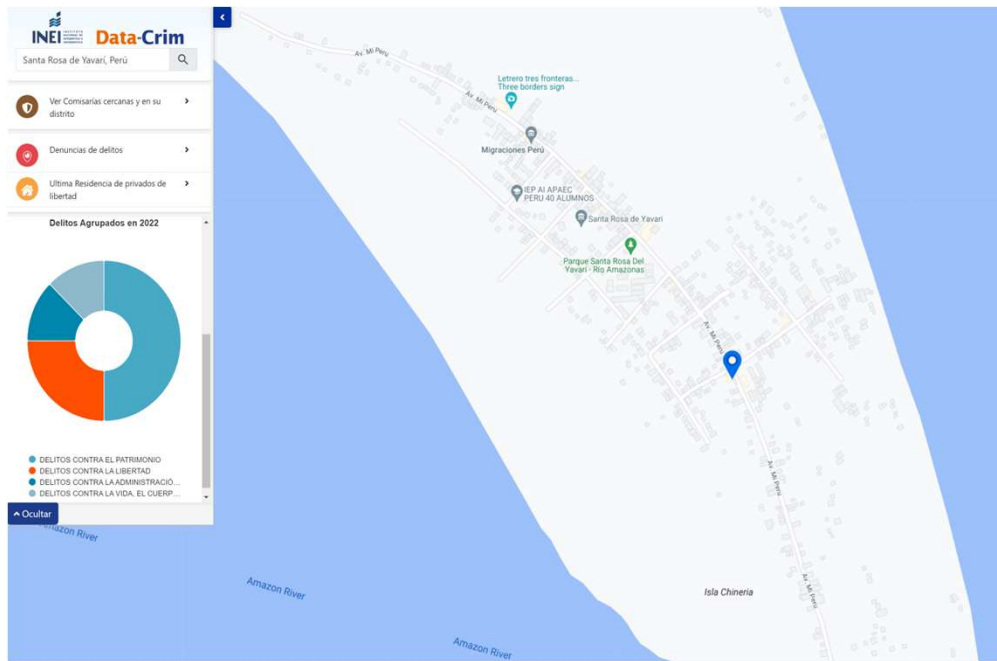 INEI
Data-Crim
Santa Rosa de Yavarí, Perú
Ver Comisarías cercanas y en su
distrito
Denuncias de delitos
Ultima Residencia de privados de
libertad
Delitos Agrupados en 2022
DELITOS CONTRA EL PATRIMONIO
DELITOS CONTRA LA LIBERTAD
DELITOS CONTRA LA ADMINISTRACIÓ...
DELITOS CONTRA LA VIDA, EL CUERP...
Ocultar
Av. Mi Peru
Letrero tres fronteras...
Three borders sign
Av. Mi Peru
Migraciones Perú
IEP AI APAEC
PERU 40 ALUMNOS
Santa Rosa de Yavari
Parque Santa Rosa Del
Yavari - Río Amazonas
Av. Mi Peru
Av. Mi Peru
Av. Mi Peru
Isla Chineria
Amazon River
Amazon River
Amazon River